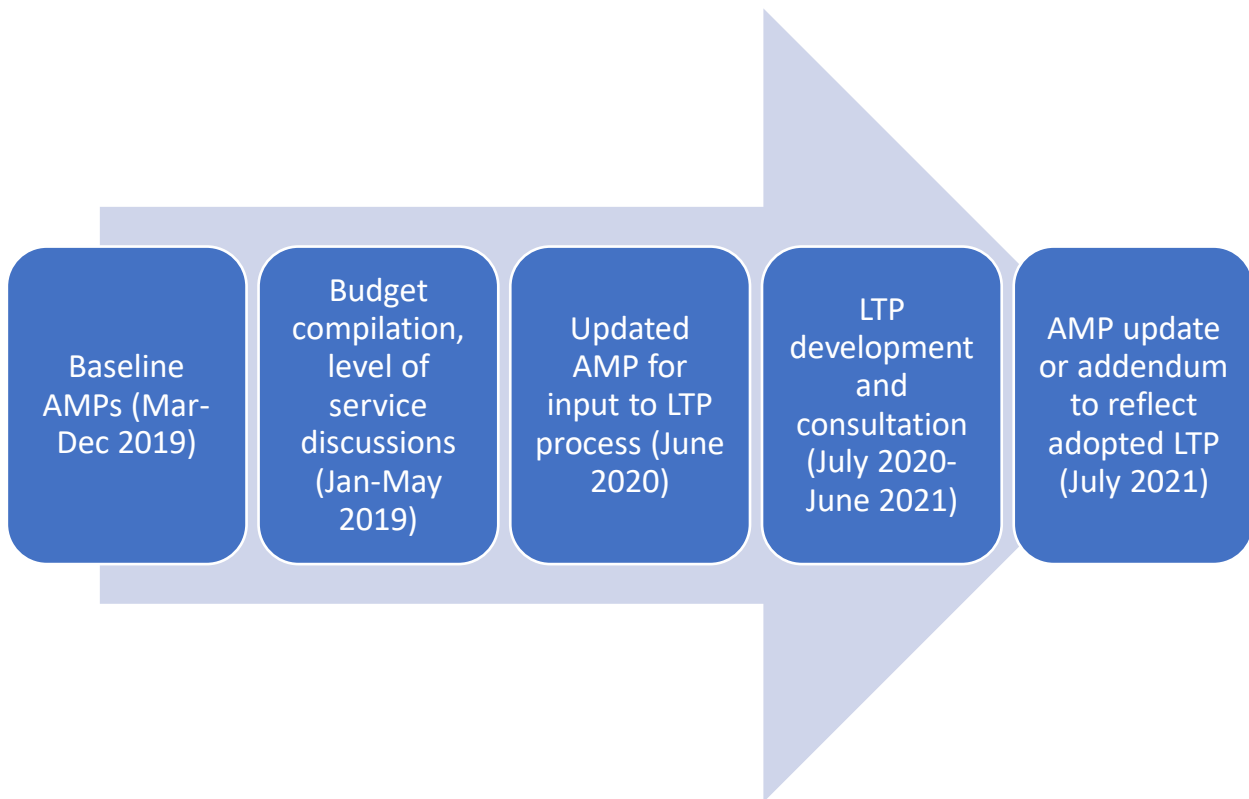 Baseline
AMPs (Mar-
Dec 2019)
Budget
compilation,
level of
service
discussions
(Jan-May
2019)
Updated
AMP for
input to LTP
process (June
2020)
LTP
development
and
consultation
(July 2020-
June 2021)
AMP update
or addendum
to reflect
adopted LTP
(July 2021)